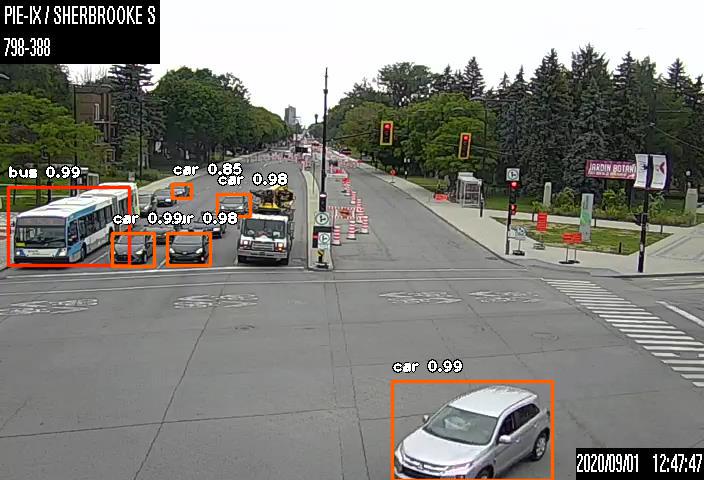 PIE-IX / SHERBROOKE S
798-388
bus 0.99
car 0.85
car 0.98
car 0.99
ar 0.98
JARDIN BOTANI
car 0.99
2020/09/01 12:47:47